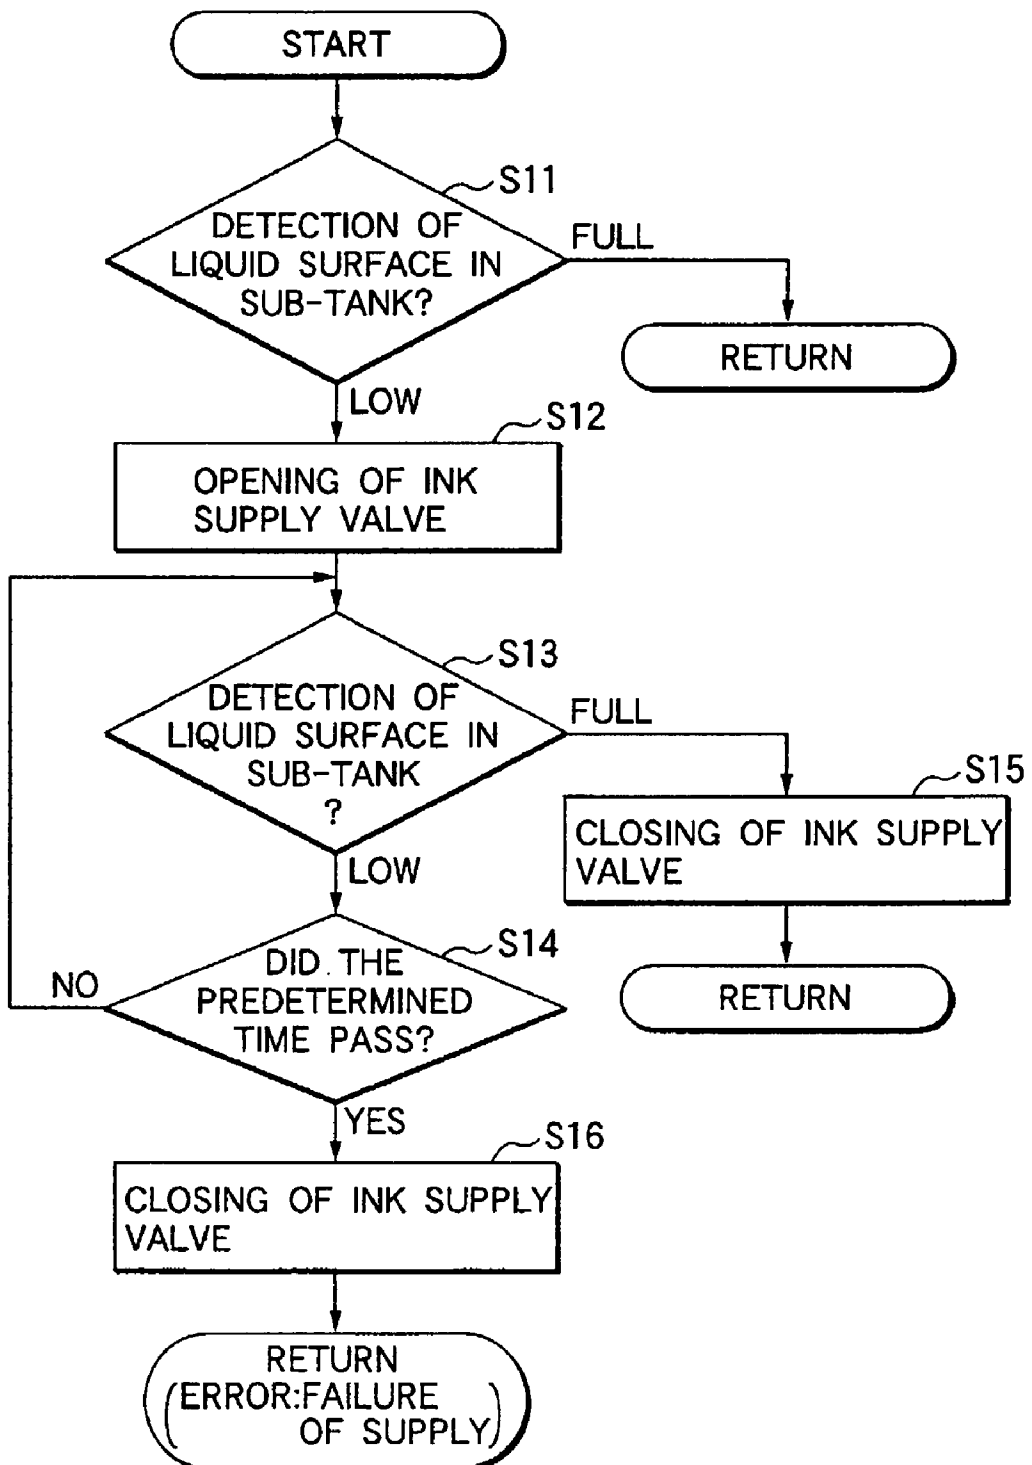 START
S11
DETECTION OF
LIQUID SURFACE IN
SUB-TANK?
FULL
RETURN
LOW
S12
OPENING OF INK
SUPPLY VALVE
S13
DETECTION OF
LIQUID SURFACE IN
SUB-TANK
?
FULL
S15
CLOSING OF INK SUPPLY
VALVE
RETURN
LOW
S14
DID THE
PREDETERMINED
TIME PASS?
NO
YES
S16
CLOSING OF INK SUPPLY
VALVE
RETURN
(ERROR:FAILURE
OF SUPPLY)